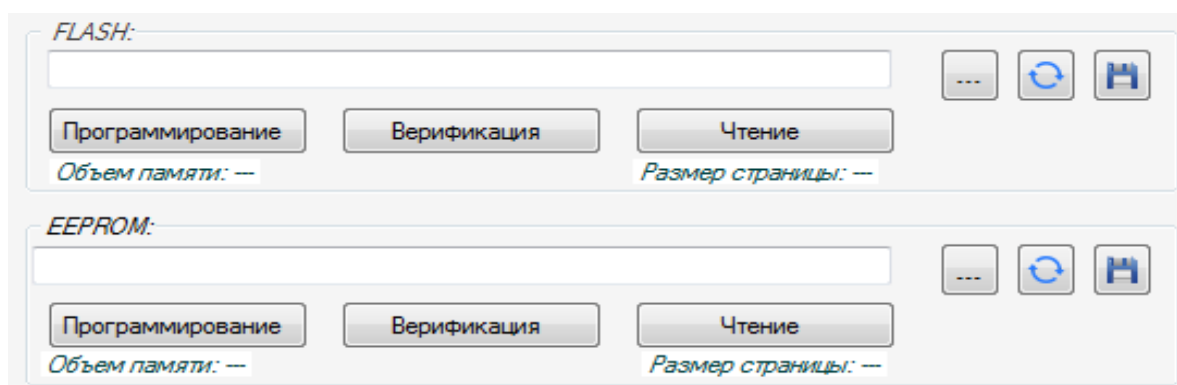 FLASH:
...
Программирование Верификация Чтение
Объем памяти: --- Размер страницы: ---
EEPROM:
...
Программирование Верификация Чтение
Объем памяти: --- Размер страницы: ---